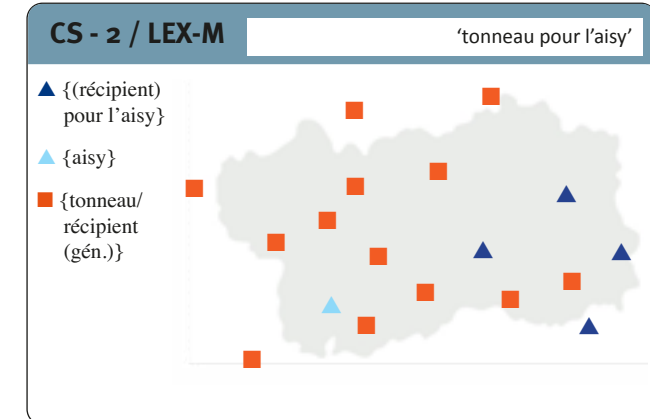 CS - 2 / LEX-M
‘tonneau pour l’aisy’
{(récipient)
pour l’aisy}
{aisy}
{tonneau/
récipient
(gén.)}